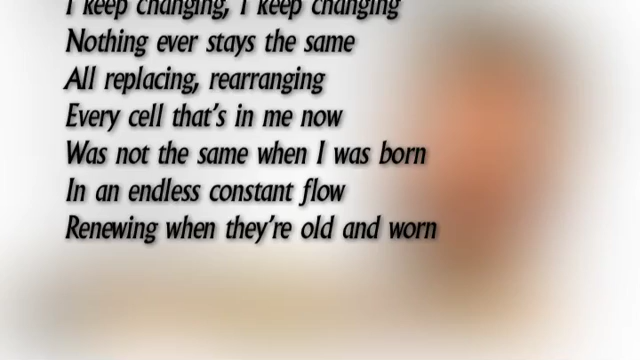 I keep changing, I keep changing
Nothing ever stays the same
All replacing, rearranging
Every cell that's in me now
Was not the same when I was born
In an endless constant flow
Renewing when they're old and worn